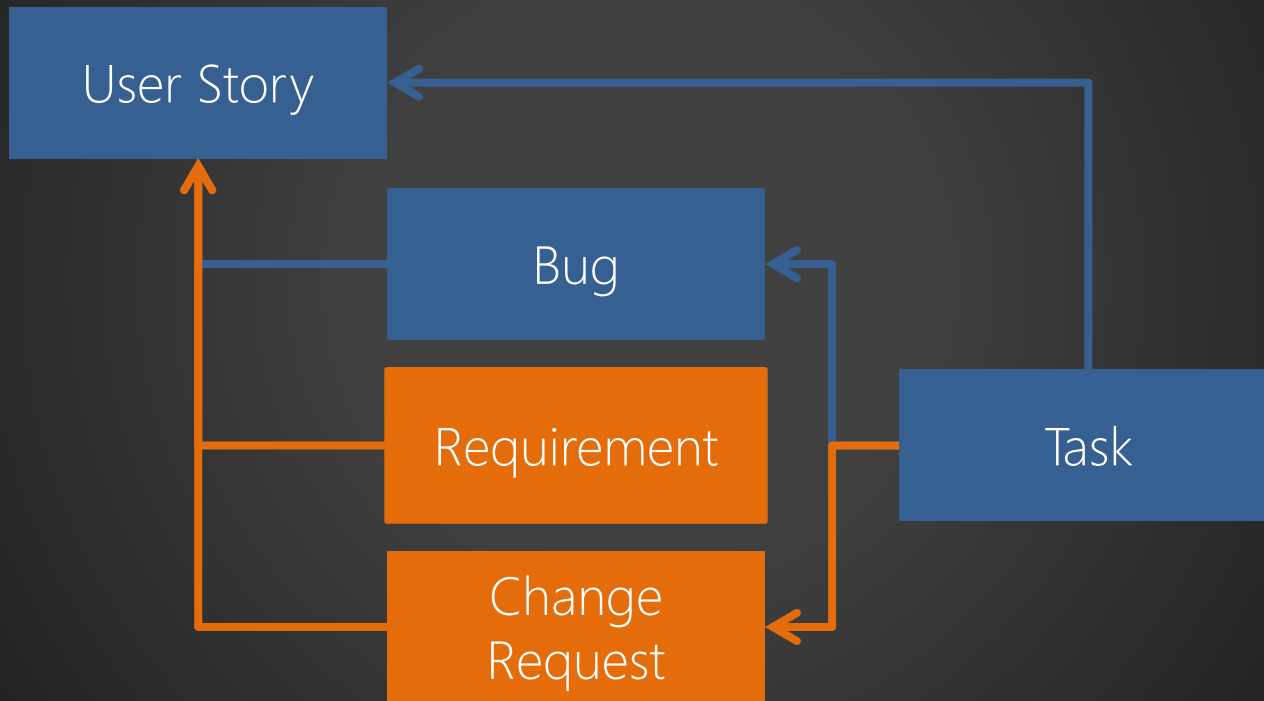 User Story
Bug
Requirement
Task
Change
Request